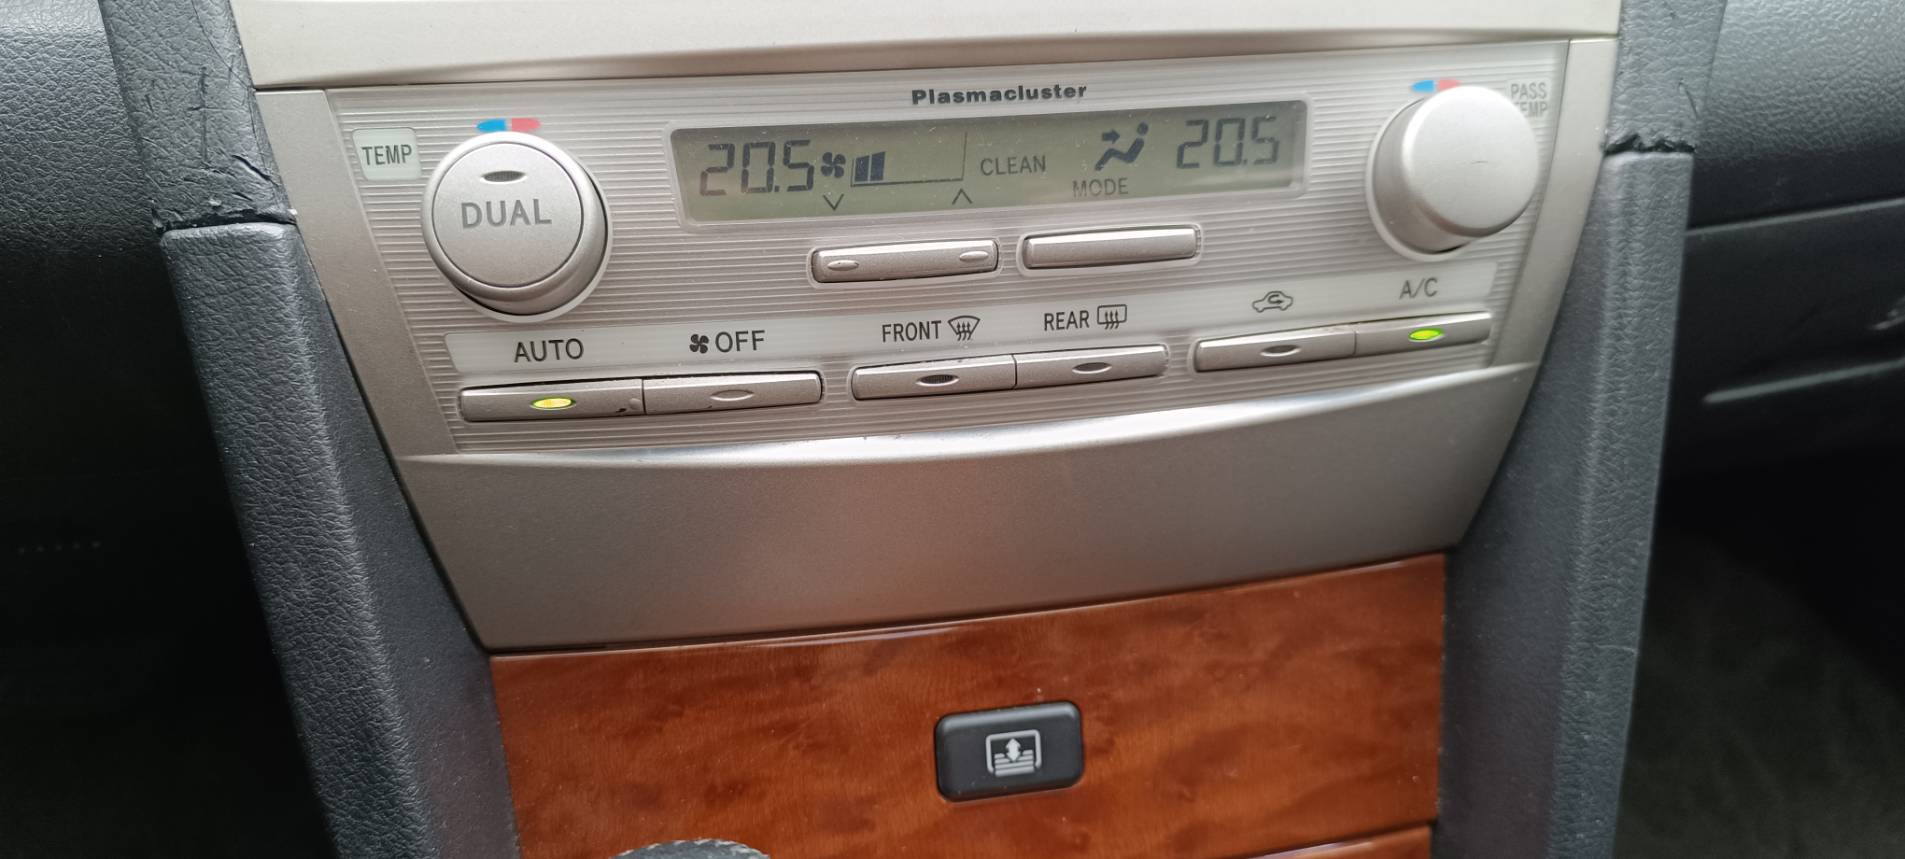 Plasmacluster
TEMP
PASS
TEMP
DUAL
20.5
CLEAN
MODE
20.5
AUTO
OFF
FRONT
REAR
A/C